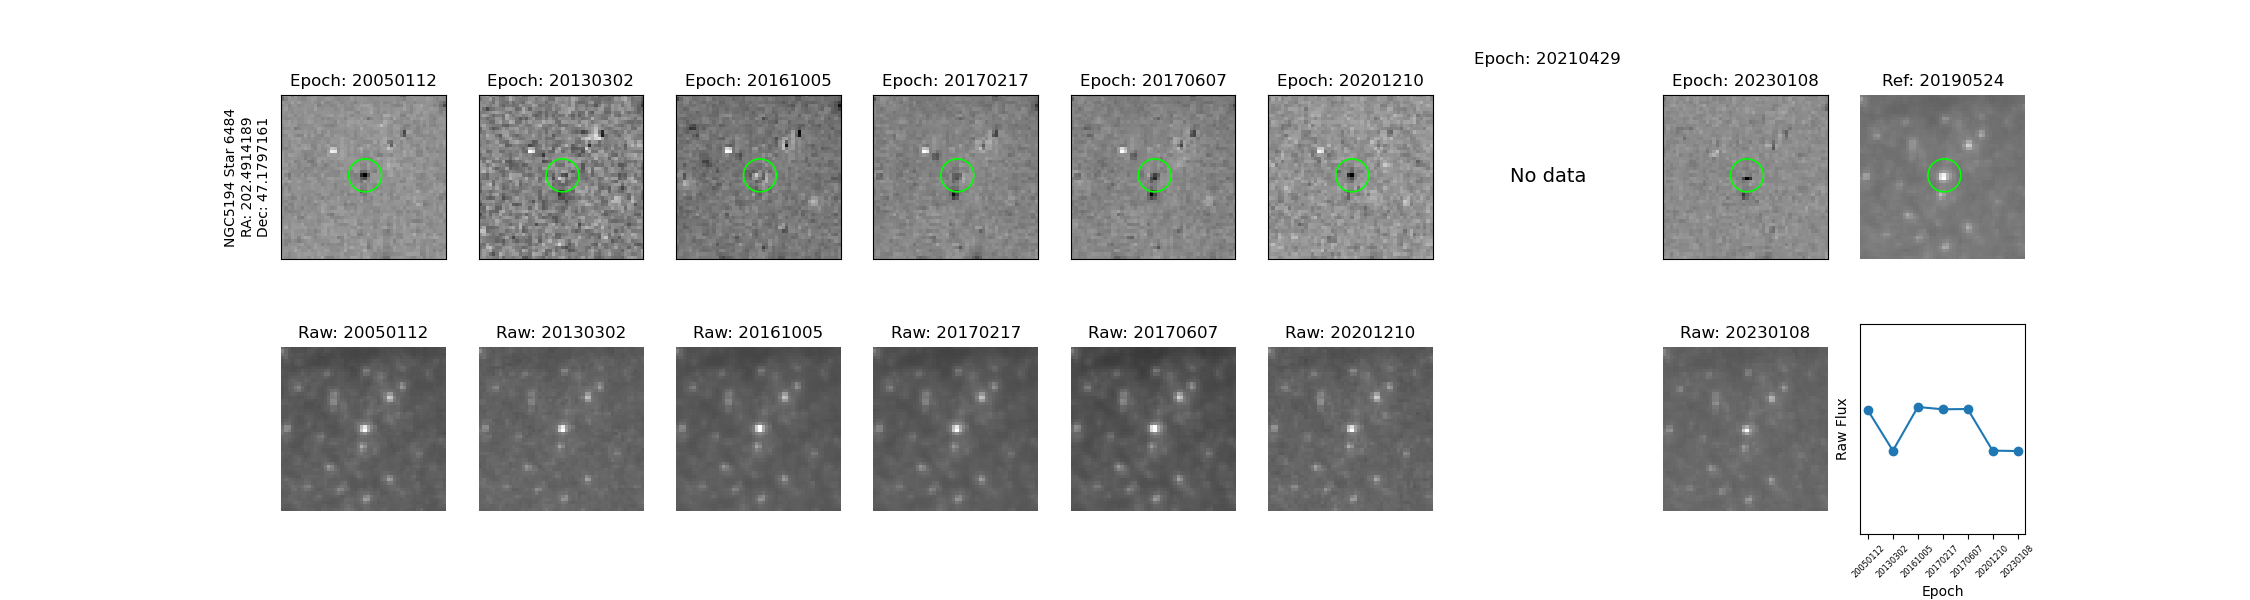 Epoch: 20210429
Epoch: 20050112
Epoch: 20130302
Epoch: 20161005
Epoch: 20170217
Epoch: 20170607
Epoch: 20201210
Epoch: 20230108
Ref: 20190524
NGC5194 Star 6484
RA: 202.4914189
Dec: 47.1797161
No data
Raw: 20050112
Raw: 20130302
Raw: 20161005
Raw: 20170217
Raw: 20170607
Raw: 20201210
Raw: 20230108
Raw Flux
20050112
20130302
20161005
20170217
20170607
20201210
20230108
Epoch